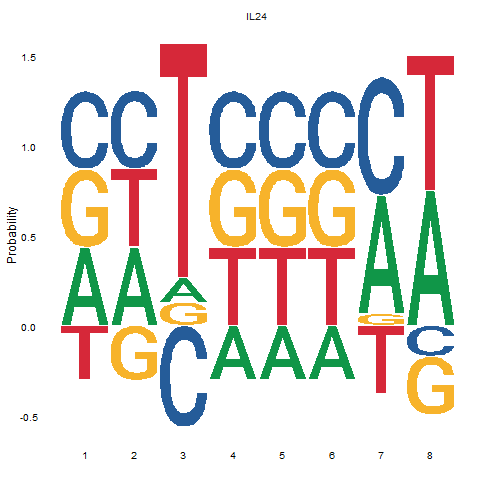 IL24
Probability
1.5
1.0
0.5
0.0
-0.5
C C T C C C C T
G T A G G G A A
A A G T T T G C
T G C A A A T G
1 2 3 4 5 6 7 8